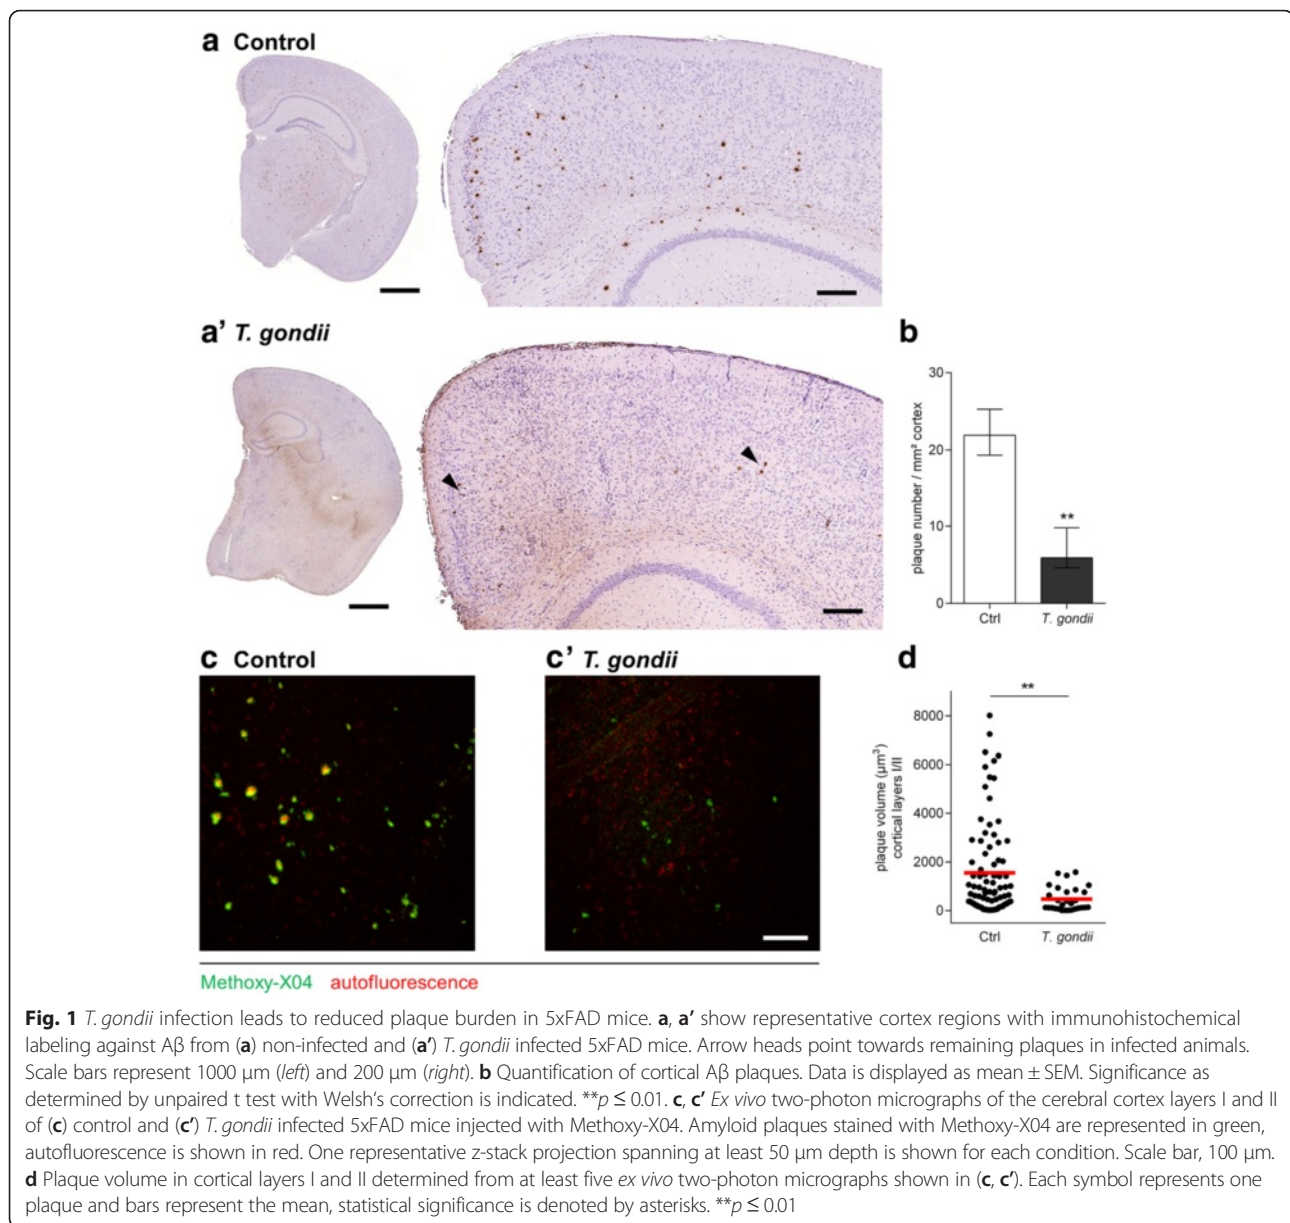 a Control
a’ T. gondii
b
30
20
10
0
plaque number / mm² cortex
**
Ctrl
T. gondii
c Control
c’ T. gondii
d
**
8000
6000
4000
2000
0
plaque volume (µm³)
cortical layers I/II
Ctrl
T. gondii
Methoxy-X04 autofluorescence
Fig. 1 T. gondii infection leads to reduced plaque burden in 5xFAD mice. a, a’ show representative cortex regions with immunohistochemical
labeling against Aβ from (a) non-infected and (a’) T. gondii infected 5xFAD mice. Arrow heads point towards remaining plaques in infected animals.
Scale bars represent 1000 µm (left) and 200 µm (right). b Quantification of cortical Aβ plaques. Data is displayed as mean ± SEM. Significance as
determined by unpaired t test with Welsh‘s correction is indicated. **p ≤ 0.01. c, c’ Ex vivo two-photon micrographs of the cerebral cortex layers I and II
of (c) control and (c’) T. gondii infected 5xFAD mice injected with Methoxy-X04. Amyloid plaques stained with Methoxy-X04 are represented in green,
autofluorescence is shown in red. One representative z-stack projection spanning at least 50 µm depth is shown for each condition. Scale bar, 100 µm.
d Plaque volume in cortical layers I and II determined from at least five ex vivo two-photon micrographs shown in (c, c’). Each symbol represents one
plaque and bars represent the mean, statistical significance is denoted by asterisks. **p ≤ 0.01